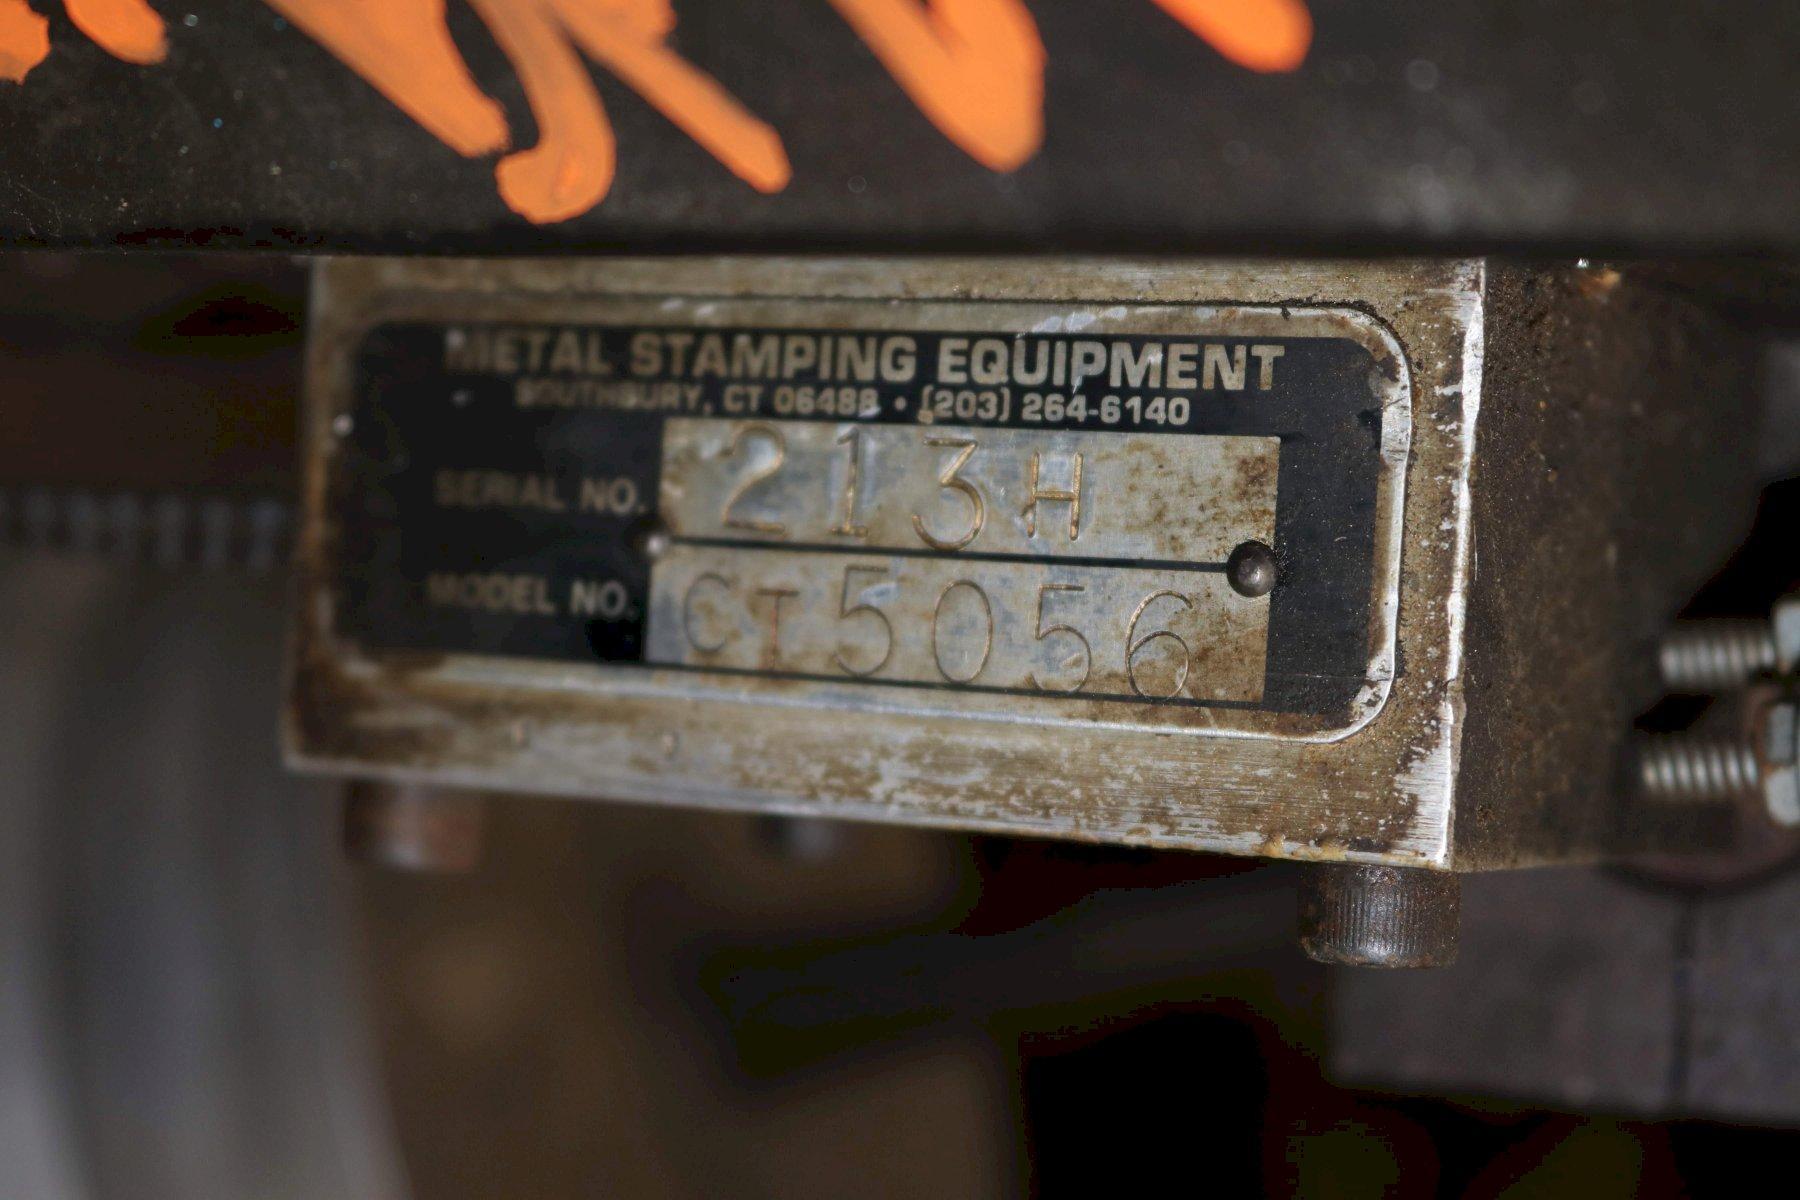 METAL STAMPING EQUIPMENT
SOUTHBURY, CT 06488 • (203) 264-6140
SERIAL NO. 213H
MODEL NO. CT5056